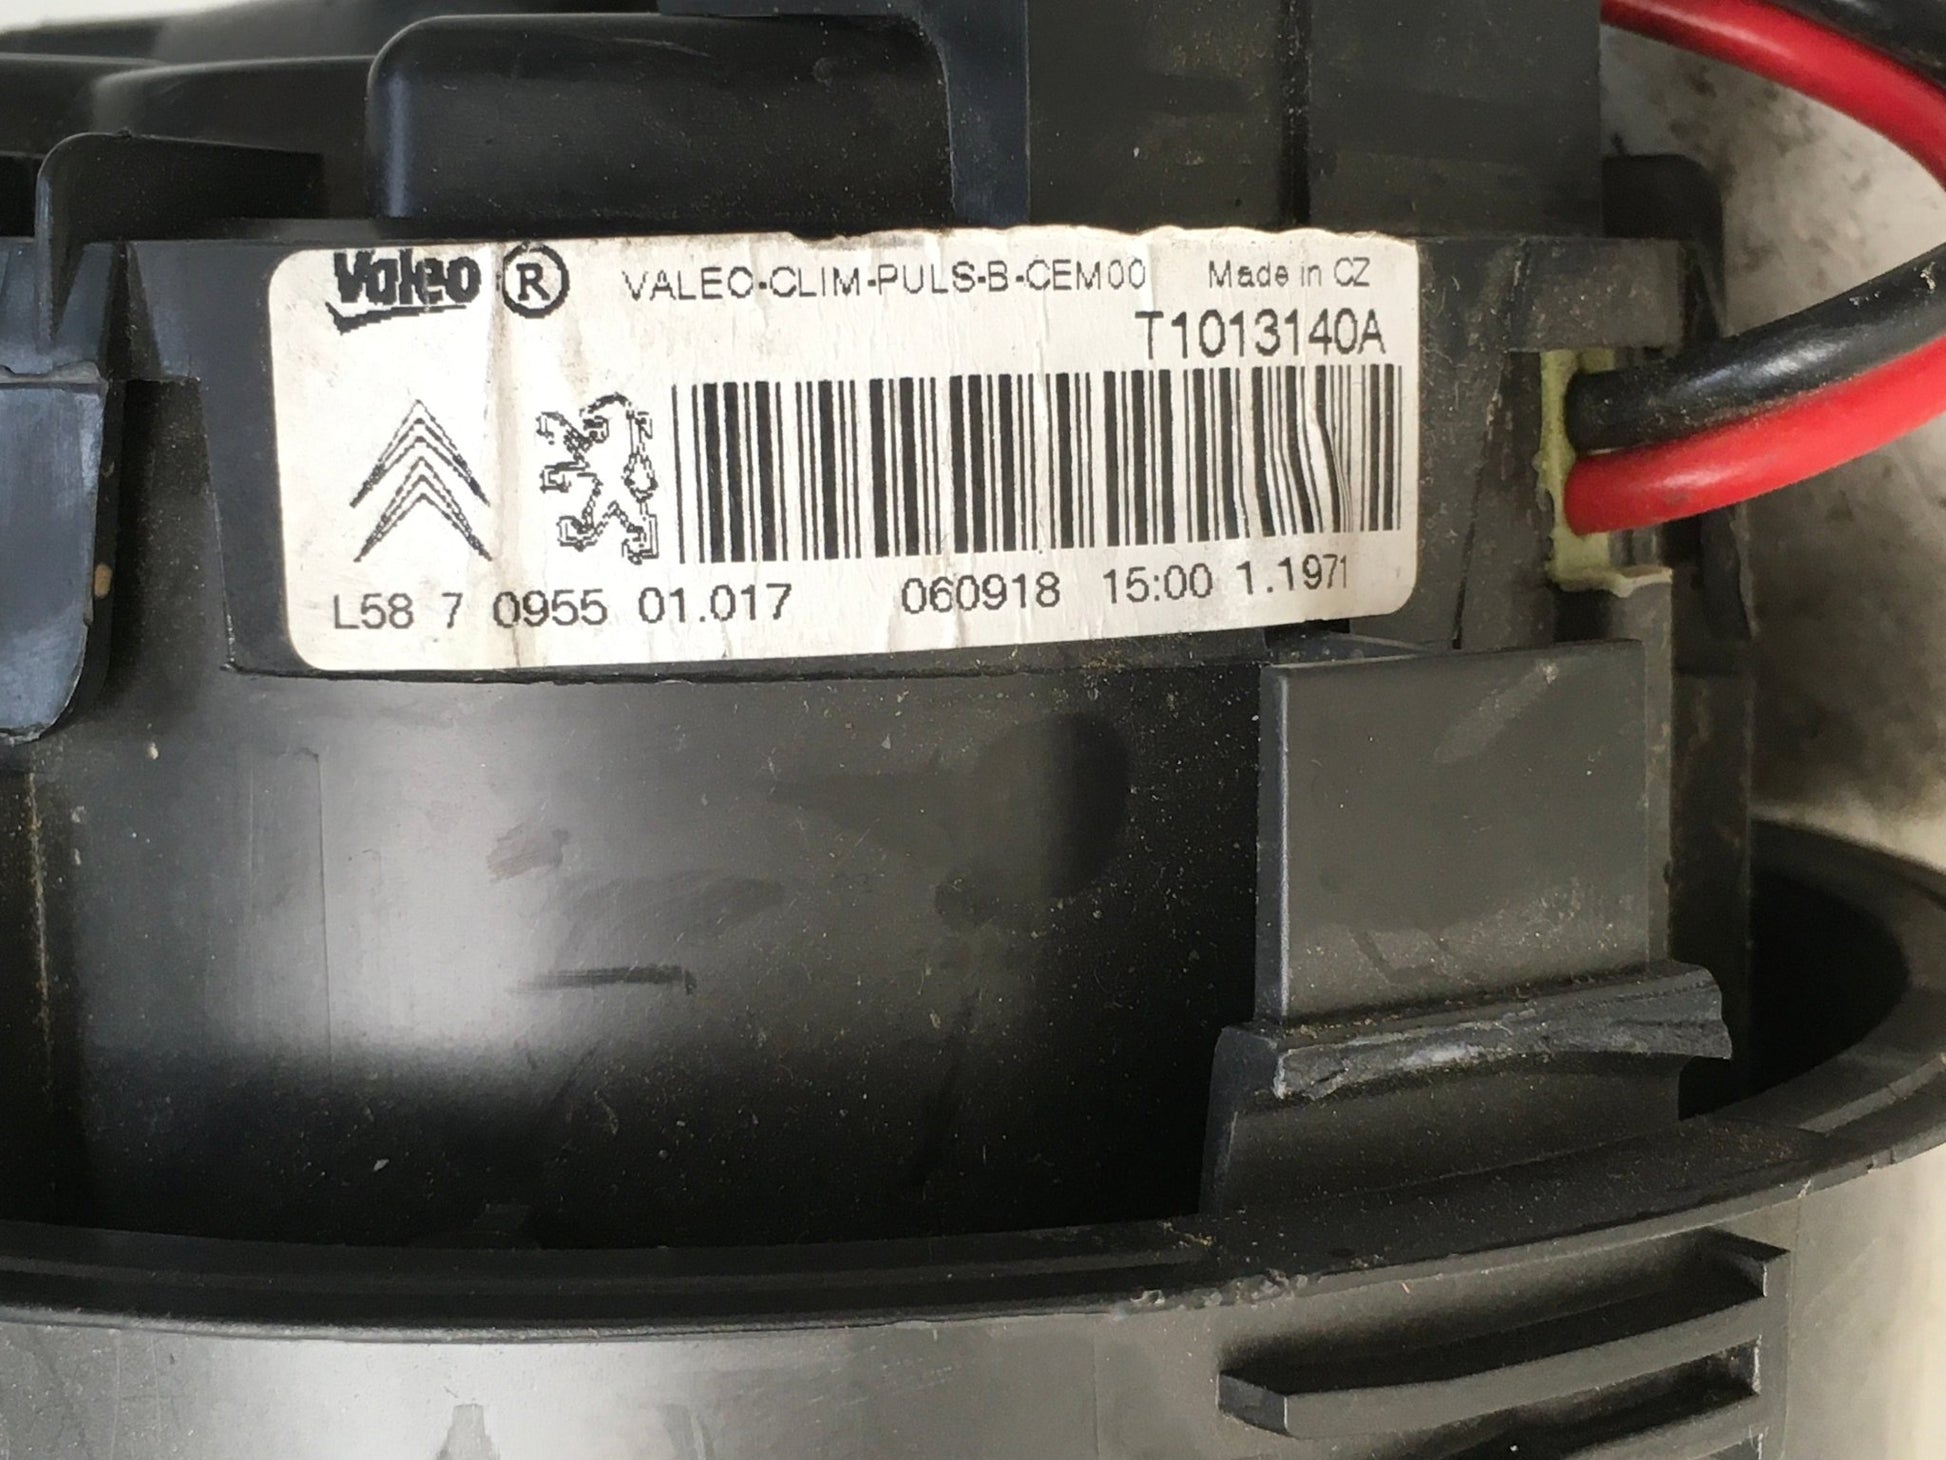 Valeo ® VALEO-CLIM-PULS-B-CEM00 Made in CZ
T1013140A
L58 7 0955 01.017 060918 15:00 1.1971